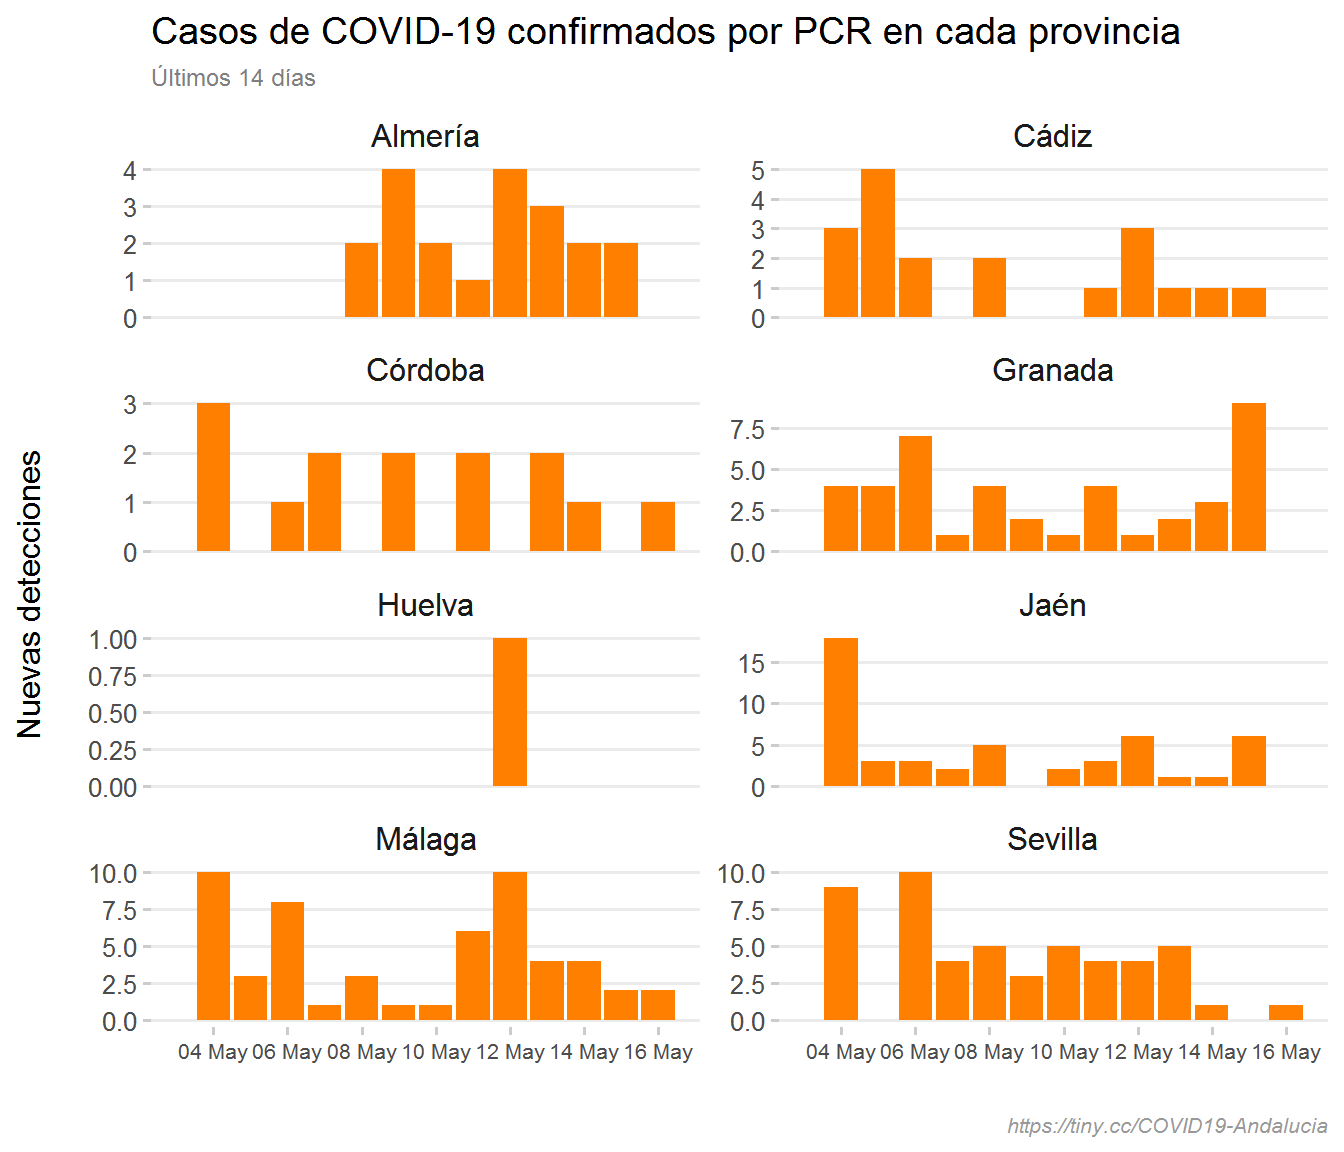 Casos de COVID-19 confirmados por PCR en cada provincia
Últimos 14 días
Nuevas detecciones
Almería
4
3
2
1
0
Cádiz
5
4
3
2
1
0
Córdoba
3
2
1
0
Granada
7.5
5.0
2.5
0.0
Huelva
1.00
0.75
0.50
0.25
0.00
Jaén
15
10
5
0
Málaga
10.0
7.5
5.0
2.5
0.0
04 May 06 May 08 May 10 May 12 May 14 May 16 May
Sevilla
10.0
7.5
5.0
2.5
0.0
04 May 06 May 08 May 10 May 12 May 14 May 16 May
https://tiny.cc/COVID19-Andalucia